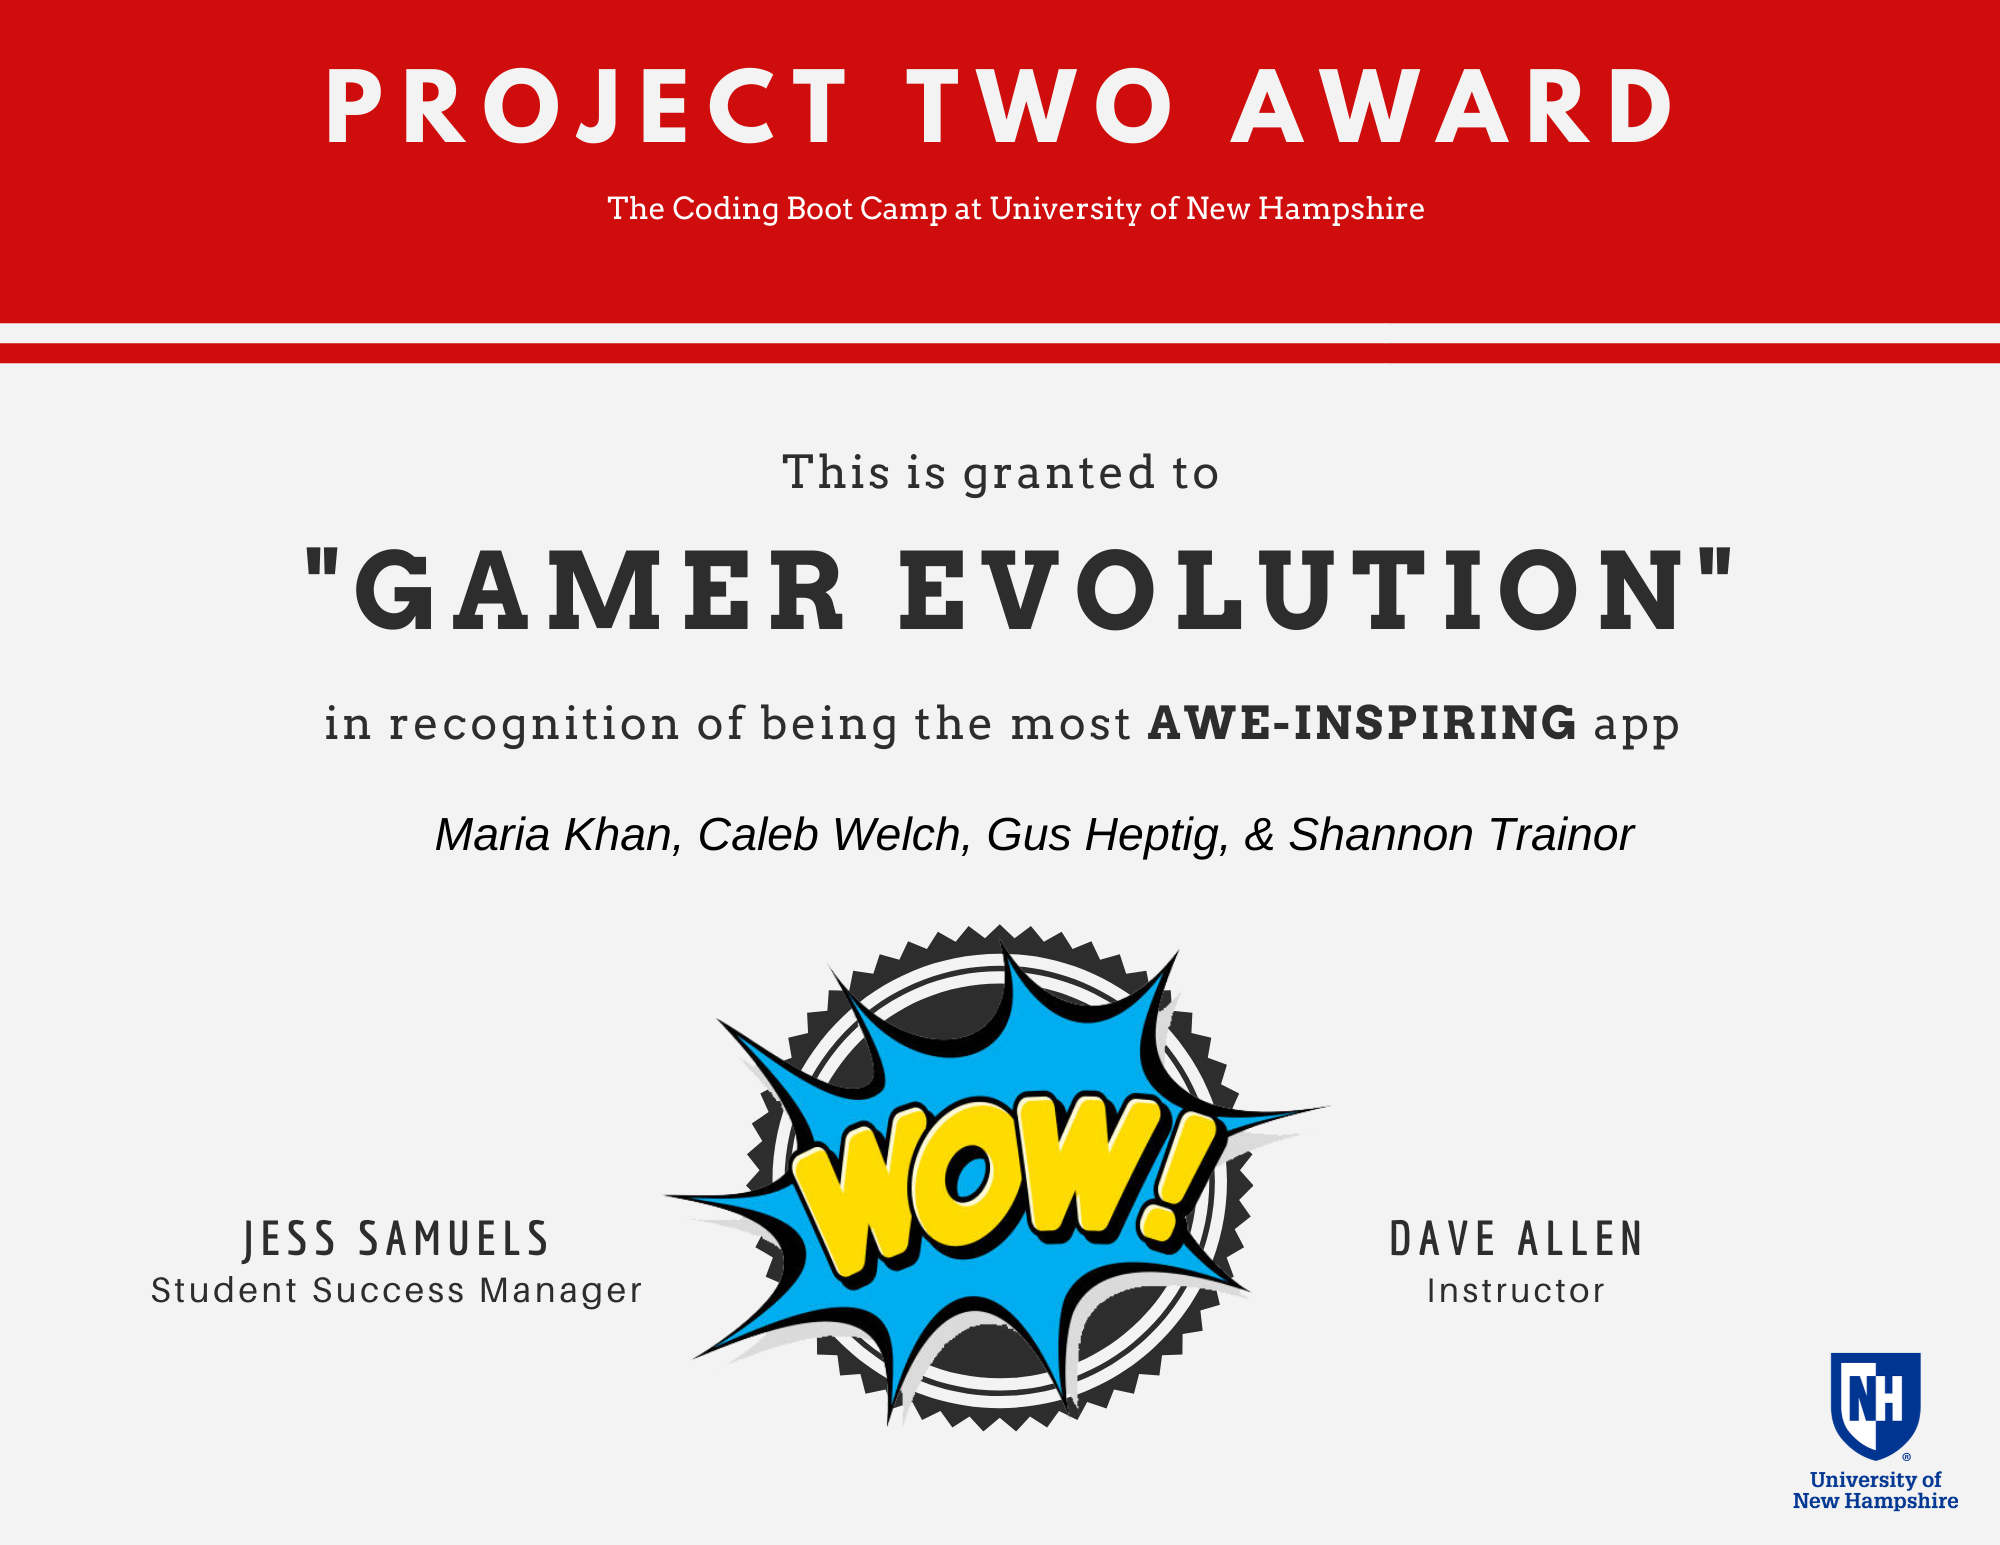 PROJECT TWO AWARD
The Coding Boot Camp at University of New Hampshire
This is granted to
"GAMER EVOLUTION"
in recognition of being the most AWE-INSPIRING app
Maria Khan, Caleb Welch, Gus Heptig, & Shannon Trainor
WOW!
JESS SAMUELS
Student Success Manager
DAVE ALLEN
Instructor
NH
®
University of
New Hampshire